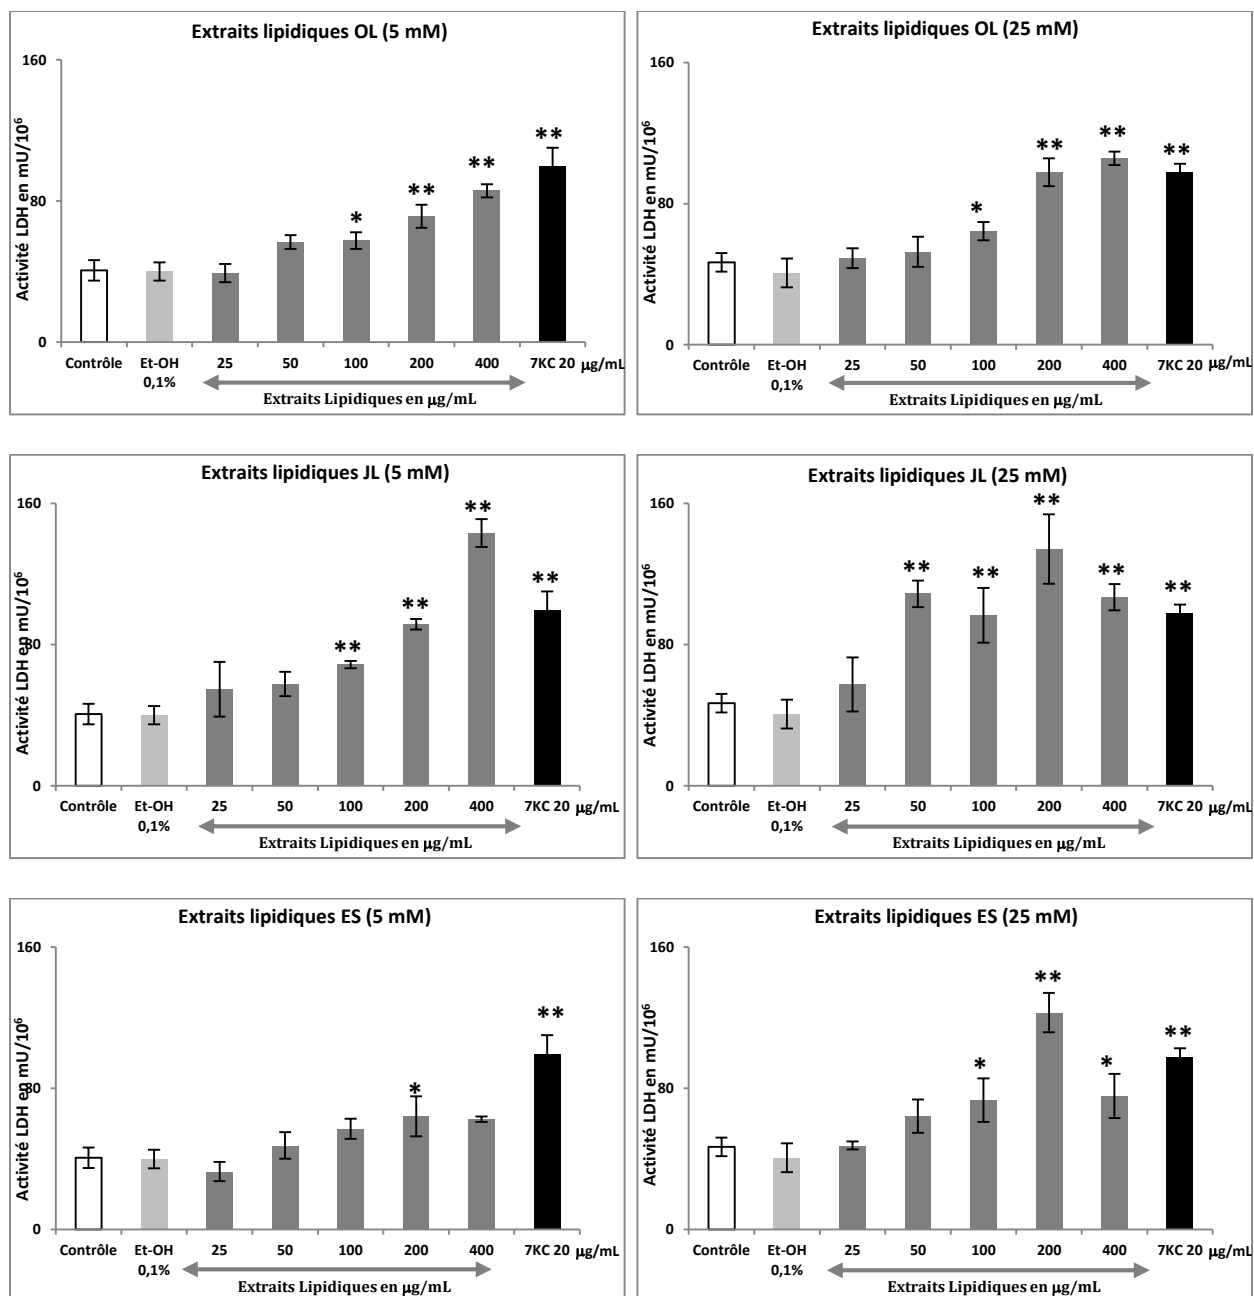 Extraits lipidiques OL (5 mM)
Activité LDH en mU/10⁶
160
80
0
** 
**
**
*
Contrôle Et-OH 0,1% 25 50 100 200 400 7KC 20 µg/mL
Extraits Lipidiques en µg/mL
Extraits lipidiques OL (25 mM)
Activité LDH en mU/10⁶
160
80
0
*
**
**
**
Contrôle Et-OH 0,1% 25 50 100 200 400 7KC 20 µg/mL
Extraits Lipidiques en µg/mL
Extraits lipidiques JL (5 mM)
Activité LDH en mU/10⁶
160
80
0
**
**
**
**
Contrôle Et-OH 0,1% 25 50 100 200 400 7KC 20 µg/mL
Extraits Lipidiques en µg/mL
Extraits lipidiques JL (25 mM)
Activité LDH en mU/10⁶
160
80
0
**
**
**
**
**
Contrôle Et-OH 0,1% 25 50 100 200 400 7KC 20 µg/mL
Extraits Lipidiques en µg/mL
Extraits lipidiques ES (5 mM)
Activité LDH en mU/10⁶
160
80
0
*
**
Contrôle Et-OH 0,1% 25 50 100 200 400 7KC 20 µg/mL
Extraits Lipidiques en µg/mL
Extraits lipidiques ES (25 mM)
Activité LDH en mU/10⁶
160
80
0
*
**
*
**
Contrôle Et-OH 0,1% 25 50 100 200 400 7KC 20 µg/mL
Extraits Lipidiques en µg/mL